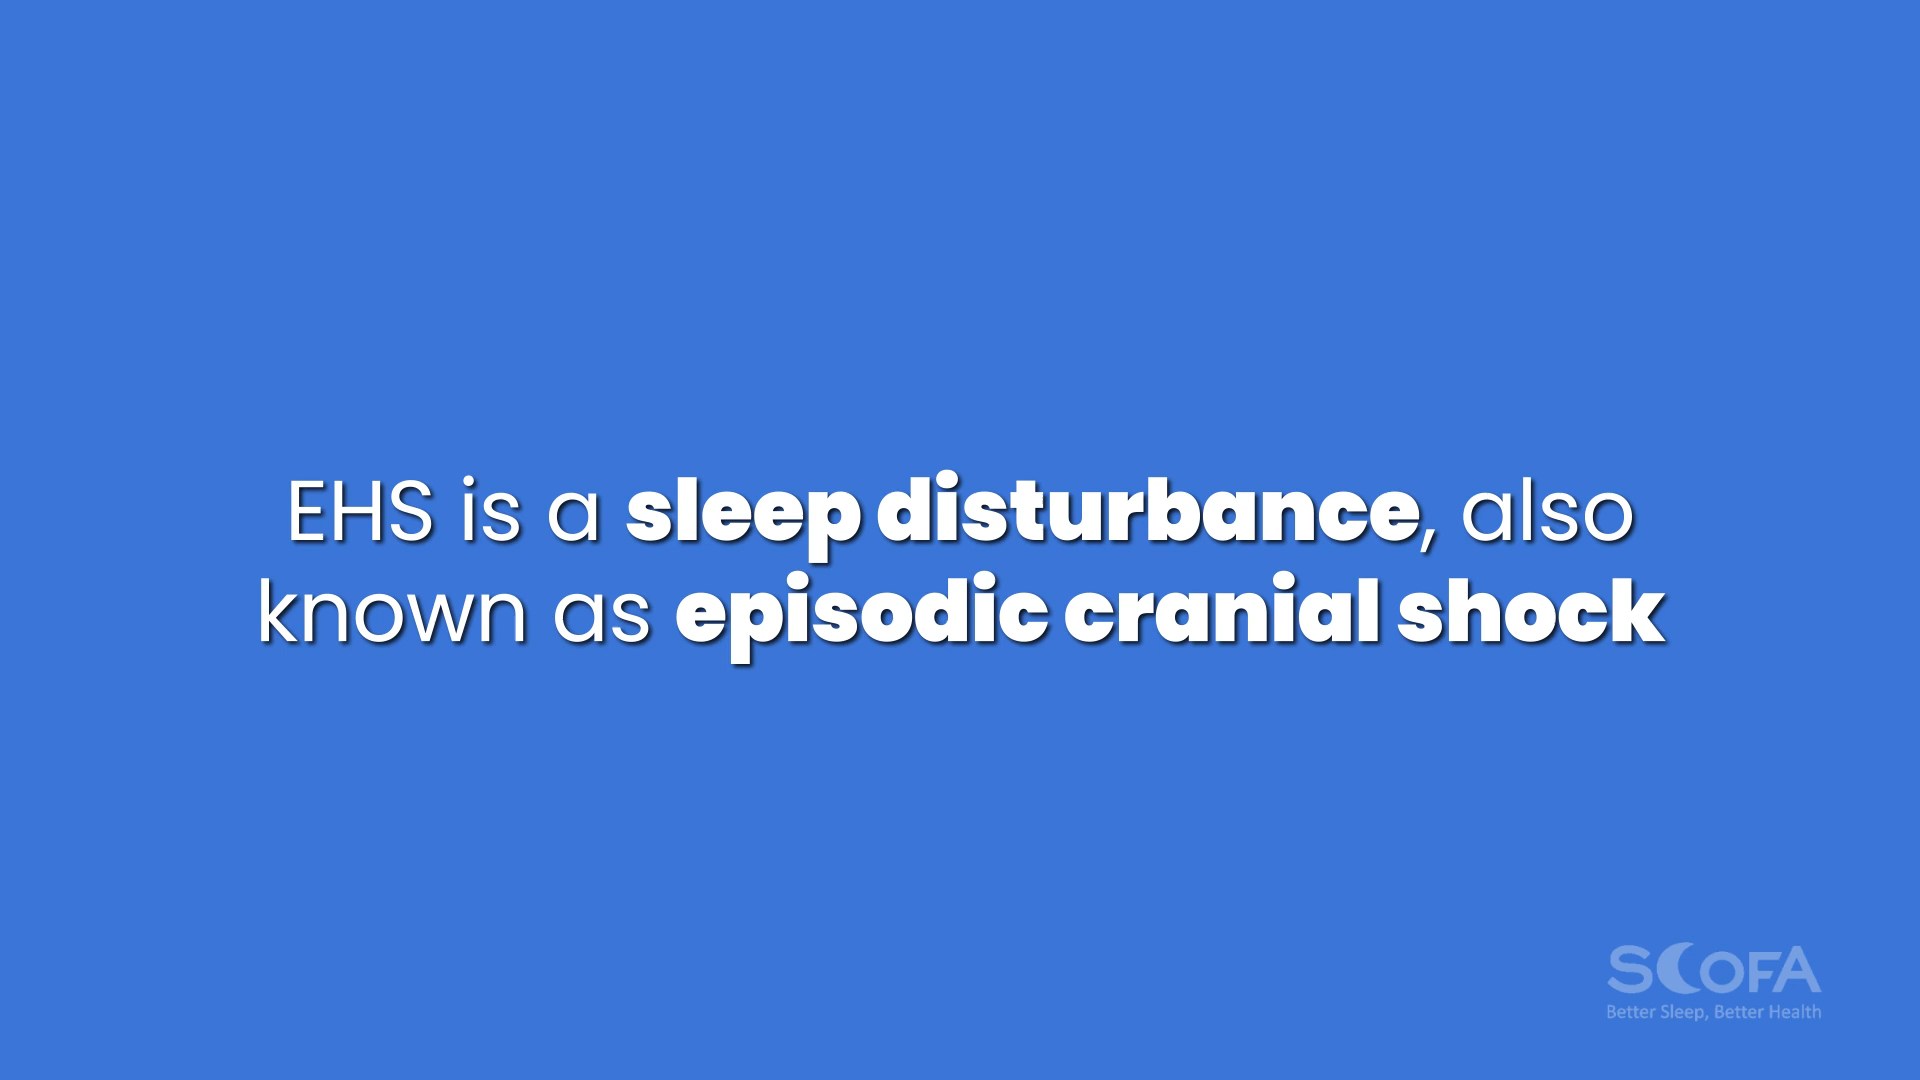 EHS is a sleep disturbance, also
known as episodic cranial shock
SCOFA
Better Sleep, Better Health